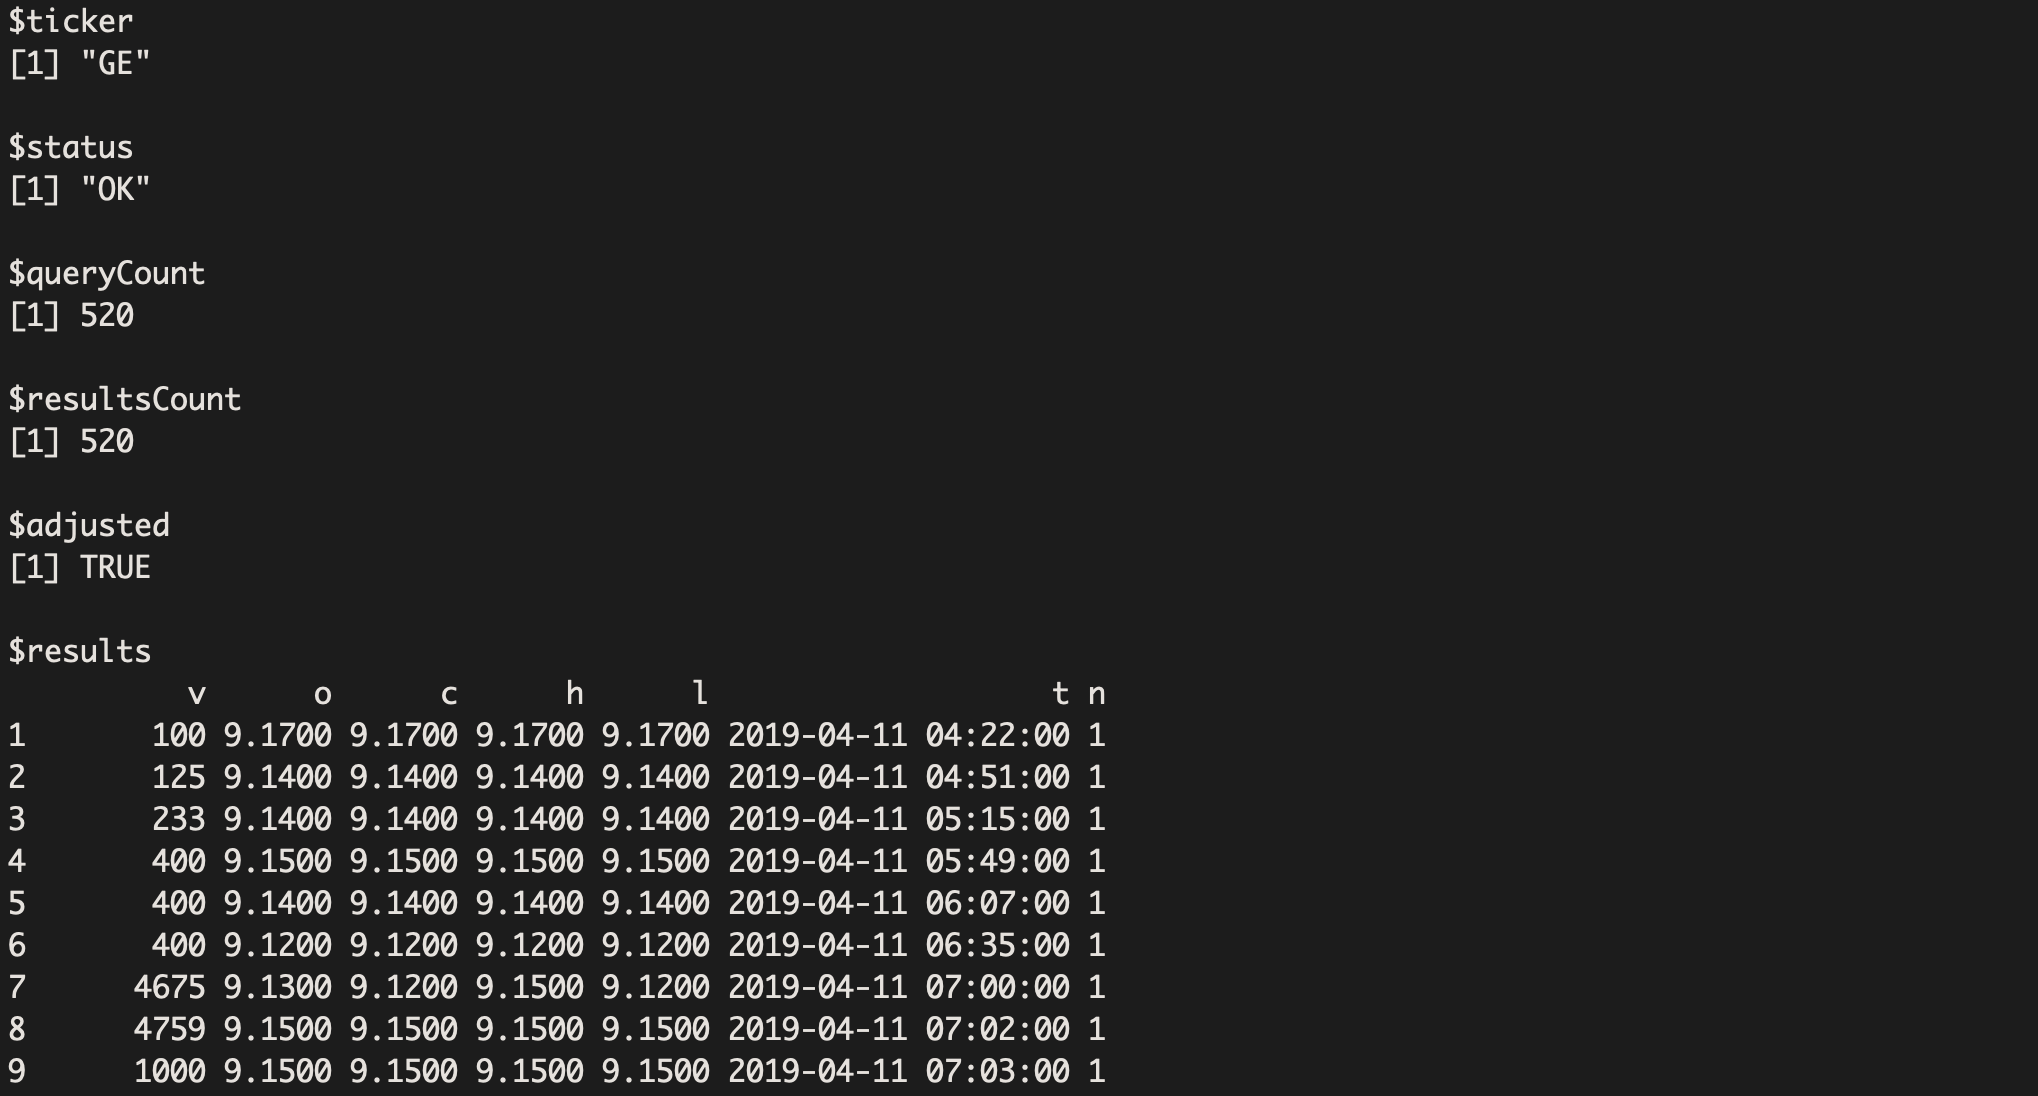 $ticker
[1] "GE"
$status
[1] "OK"
$queryCount
[1] 520
$resultsCount
[1] 520
$adjusted
[1] TRUE
$results
v o c h l t n
1 100 9.1700 9.1700 9.1700 9.1700 2019-04-11 04:22:00 1
2 125 9.1400 9.1400 9.1400 9.1400 2019-04-11 04:51:00 1
3 233 9.1400 9.1400 9.1400 9.1400 2019-04-11 05:15:00 1
4 400 9.1500 9.1500 9.1500 9.1500 2019-04-11 05:49:00 1
5 400 9.1400 9.1400 9.1400 9.1400 2019-04-11 06:07:00 1
6 400 9.1200 9.1200 9.1200 9.1200 2019-04-11 06:35:00 1
7 4675 9.1300 9.1200 9.1500 9.1200 2019-04-11 07:00:00 1
8 4759 9.1500 9.1500 9.1500 9.1500 2019-04-11 07:02:00 1
9 1000 9.1500 9.1500 9.1500 9.1500 2019-04-11 07:03:00 1